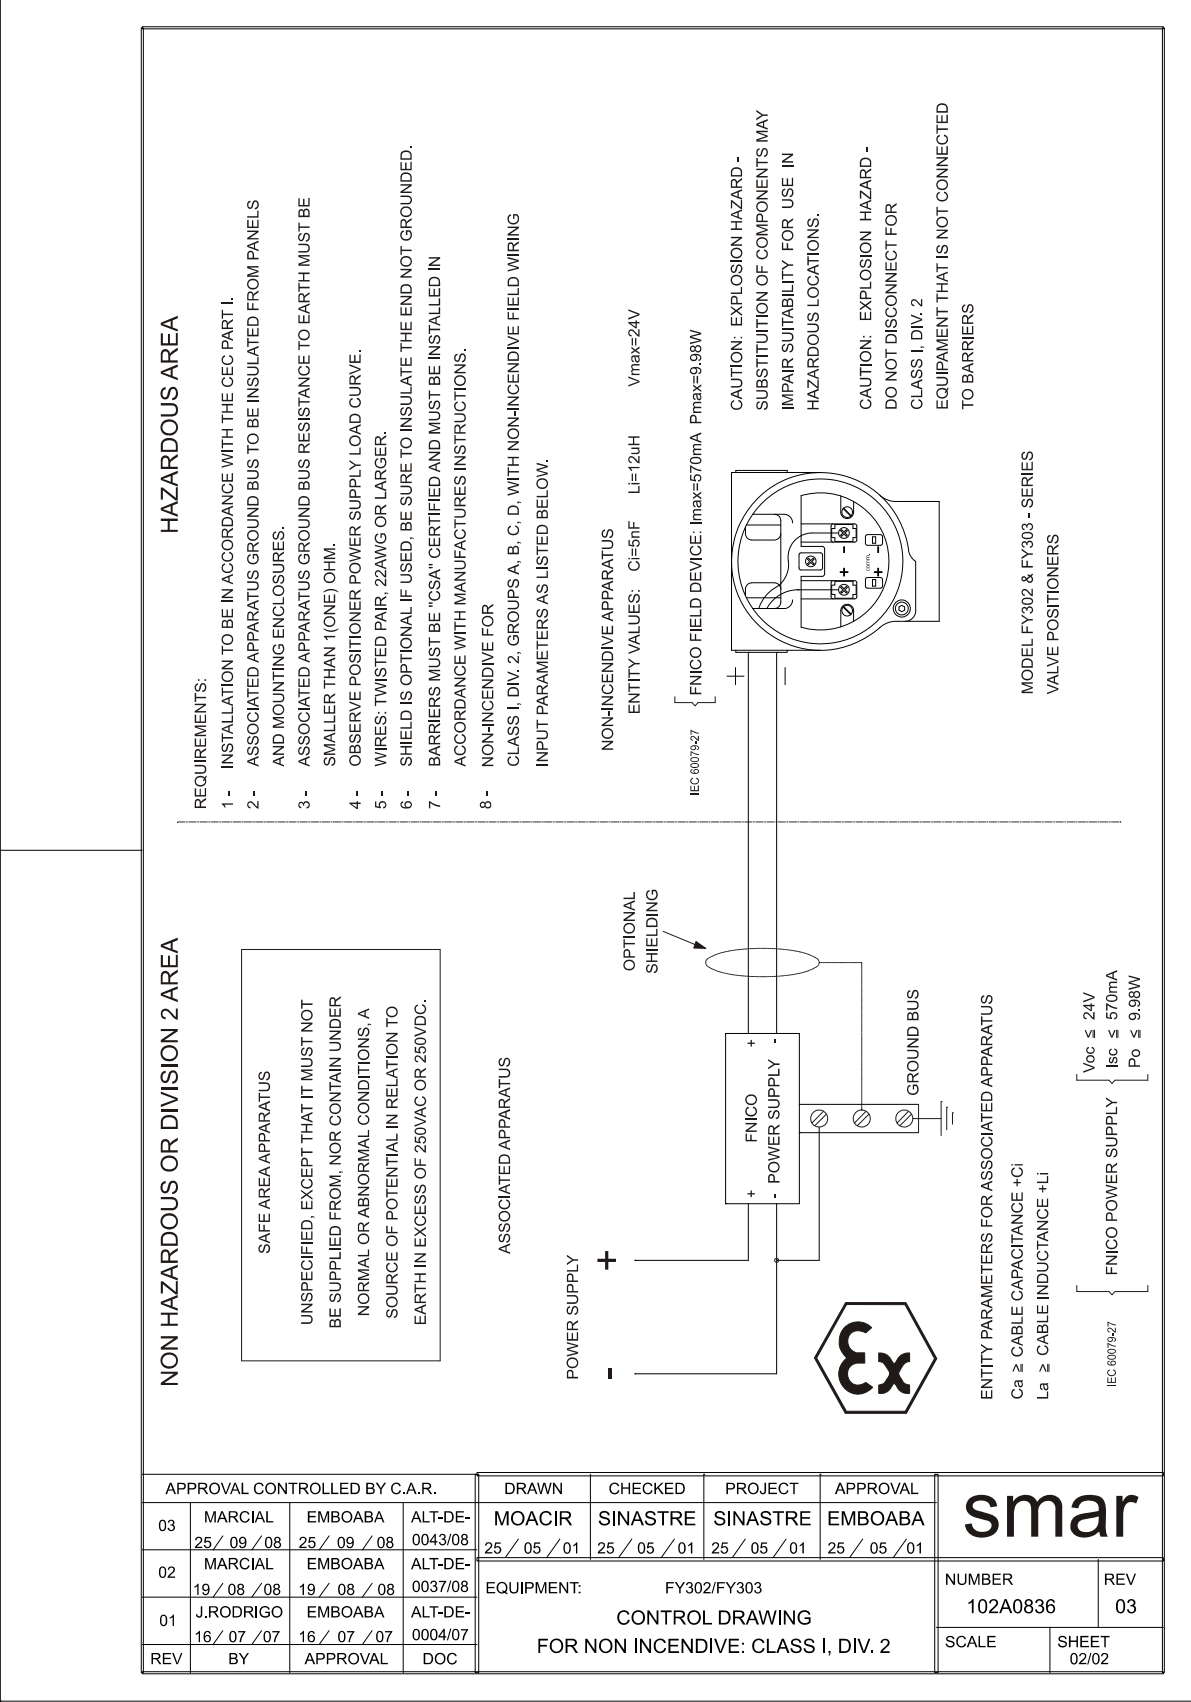 HAZARDOUS AREA
REQUIREMENTS:
1 - INSTALLATION TO BE IN ACCORDANCE WITH THE CEC PART I.
2 - ASSOCIATED APPARATUS GROUND BUS TO BE INSULATED FROM PANELS
AND MOUNTING ENCLOSURES.
3 - ASSOCIATED APPARATUS GROUND BUS RESISTANCE TO EARTH MUST BE
SMALLER THAN 1(ONE) OHM.
4 - OBSERVE POSITIONER POWER SUPPLY LOAD CURVE.
5 - WIRES: TWISTED PAIR, 22AWG OR LARGER.
6 - SHIELD IS OPTIONAL IF USED, BE SURE TO INSULATE THE END NOT GROUNDED.
7 - BARRIERS MUST BE "CSA" CERTIFIED AND MUST BE INSTALLED IN
ACCORDANCE WITH MANUFACTURES INSTRUCTIONS.
8 - NON-INCENDIVE FOR
CLASS I, DIV. 2, GROUPS A, B, C, D, WITH NON-INCENDIVE FIELD WIRING
INPUT PARAMETERS AS LISTED BELOW.
NON-INCENDIVE APPARATUS
ENTITY VALUES: Ci=5nF Li=12uH Vmax=24V
IEC 60079-27 FNICO FIELD DEVICE: Imax=570mA Pmax=9.98W
CAUTION: EXPLOSION HAZARD -
SUBSTITUITION OF COMPONENTS MAY
IMPAIR SUITABILITY FOR USE IN
HAZARDOUS LOCATIONS.
CAUTION: EXPLOSION HAZARD -
DO NOT DISCONNECT FOR
CLASS I, DIV. 2
EQUIPAMENT THAT IS NOT CONNECTED
TO BARRIERS
+
-
+ -
comm.
+ -
MODEL FY302 & FY303 - SERIES
VALVE POSITIONERS
NON HAZARDOUS OR DIVISION 2 AREA
SAFE AREA APPARATUS
UNSPECIFIED, EXCEPT THAT IT MUST NOT
BE SUPPLIED FROM, NOR CONTAIN UNDER
NORMAL OR ABNORMAL CONDITIONS, A
SOURCE OF POTENTIAL IN RELATION TO
EARTH IN EXCESS OF 250VAC OR 250VDC.
ASSOCIATED APPARATUS
OPTIONAL
SHIELDING
POWER SUPPLY
- +
+ +
FNICO
- POWER SUPPLY -
GROUND BUS
Ex
ENTITY PARAMETERS FOR ASSOCIATED APPARATUS
Ca ≥ CABLE CAPACITANCE +Ci
La ≥ CABLE INDUCTANCE +Li
IEC 60079-27 FNICO POWER SUPPLY
Voc ≤ 24V
Isc ≤ 570mA
Po ≤ 9.98W
APPROVAL CONTROLLED BY C.A.R.
03 MARCIAL EMBOABA ALT-DE-
25 / 09 / 08 25 / 09 / 08 0043/08
02 MARCIAL EMBOABA ALT-DE-
19 / 08 / 08 19 / 08 / 08 0037/08
01 J.RODRIGO EMBOABA ALT-DE-
16 / 07 / 07 16 / 07 / 07 0004/07
REV BY APPROVAL DOC
DRAWN CHECKED PROJECT APPROVAL
MOACIR SINASTRE SINASTRE EMBOABA
25 / 05 / 01 25 / 05 / 01 25 / 05 / 01 25 / 05 / 01
EQUIPMENT: FY302/FY303
CONTROL DRAWING
FOR NON INCENDIVE: CLASS I, DIV. 2
smar
NUMBER REV
102A0836 03
SCALE SHEET
02/02